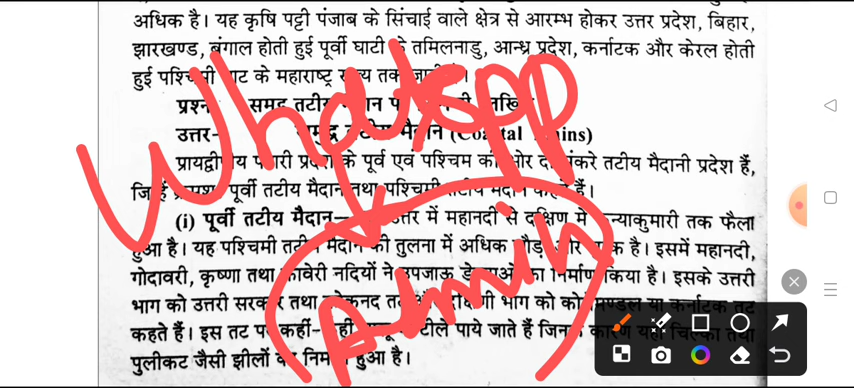 अधिक है। यह कृषि पट्टी पंजाब के सिंचाई वाले क्षेत्र से आरम्भ होकर उत्तर प्रदेश, बिहार,
झारखण्ड, बंगाल होती हुई पूर्वी घाटी के तमिलनाडु, आन्ध्र प्रदेश, कर्नाटक और केरल होती
हुई पश्चिमी घाट के महाराष्ट्र राज्य तक
Whatsapp
प्रश्न
उत्तर- समुद्र तटीय मैदान (Coastal Plains)
प्रायद्वीपीय पठारी प्रदेश के पूर्व एवं पश्चिम की ओर दो संकरे तटीय मैदानी प्रदेश हैं,
जिन्हें क्रमशः पूर्वी तटीय मैदान तथा पश्चिमी तटीय मैदान कहते हैं।
(i) पूर्वी तटीय मैदान— उत्तर में महानदी से दक्षिण में कन्याकुमारी तक फैला
हुआ है। यह पश्चिमी तटीय मैदान की तुलना में अधिक चौड़ा और है। इसमें महानदी,
Admin
गोदावरी, कृष्णा तथा कावेरी नदियों ने उपजाऊ का निर्माण किया है। इसके उत्तरी
भाग को उत्तरी सरकार तथा दक्षिणी भाग को कोरोमण्डल या कर्नाटक तट
कहते हैं। इस तट पर कहीं-कहीं टीले पाये जाते हैं जिनके कारण यहाँ चिल्का तथा
पुलीकट जैसी झीलों का निर्माण हुआ है।